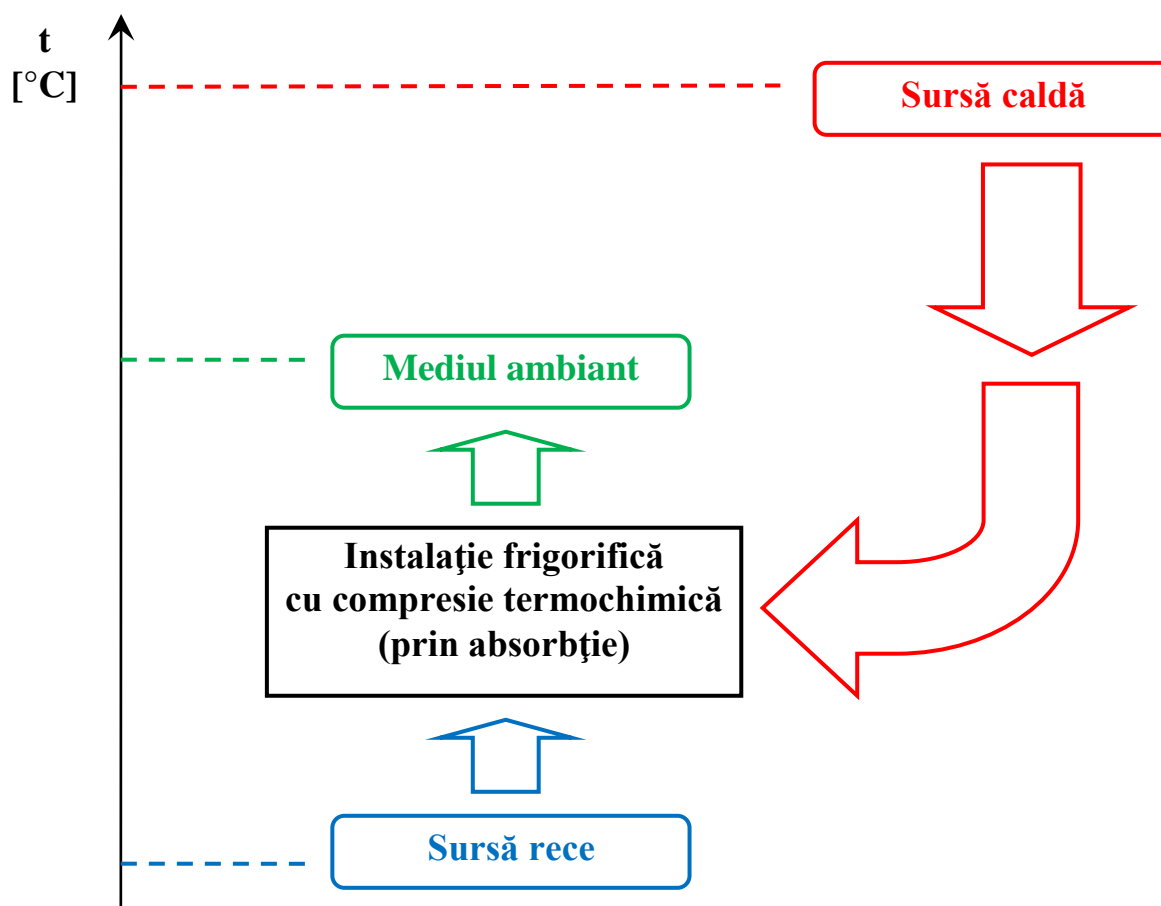 t
[°C]
Sursă caldă
Mediul ambiant
Instalaţie frigorifică
cu compresie termochimică
(prin absorbţie)
Sursă rece